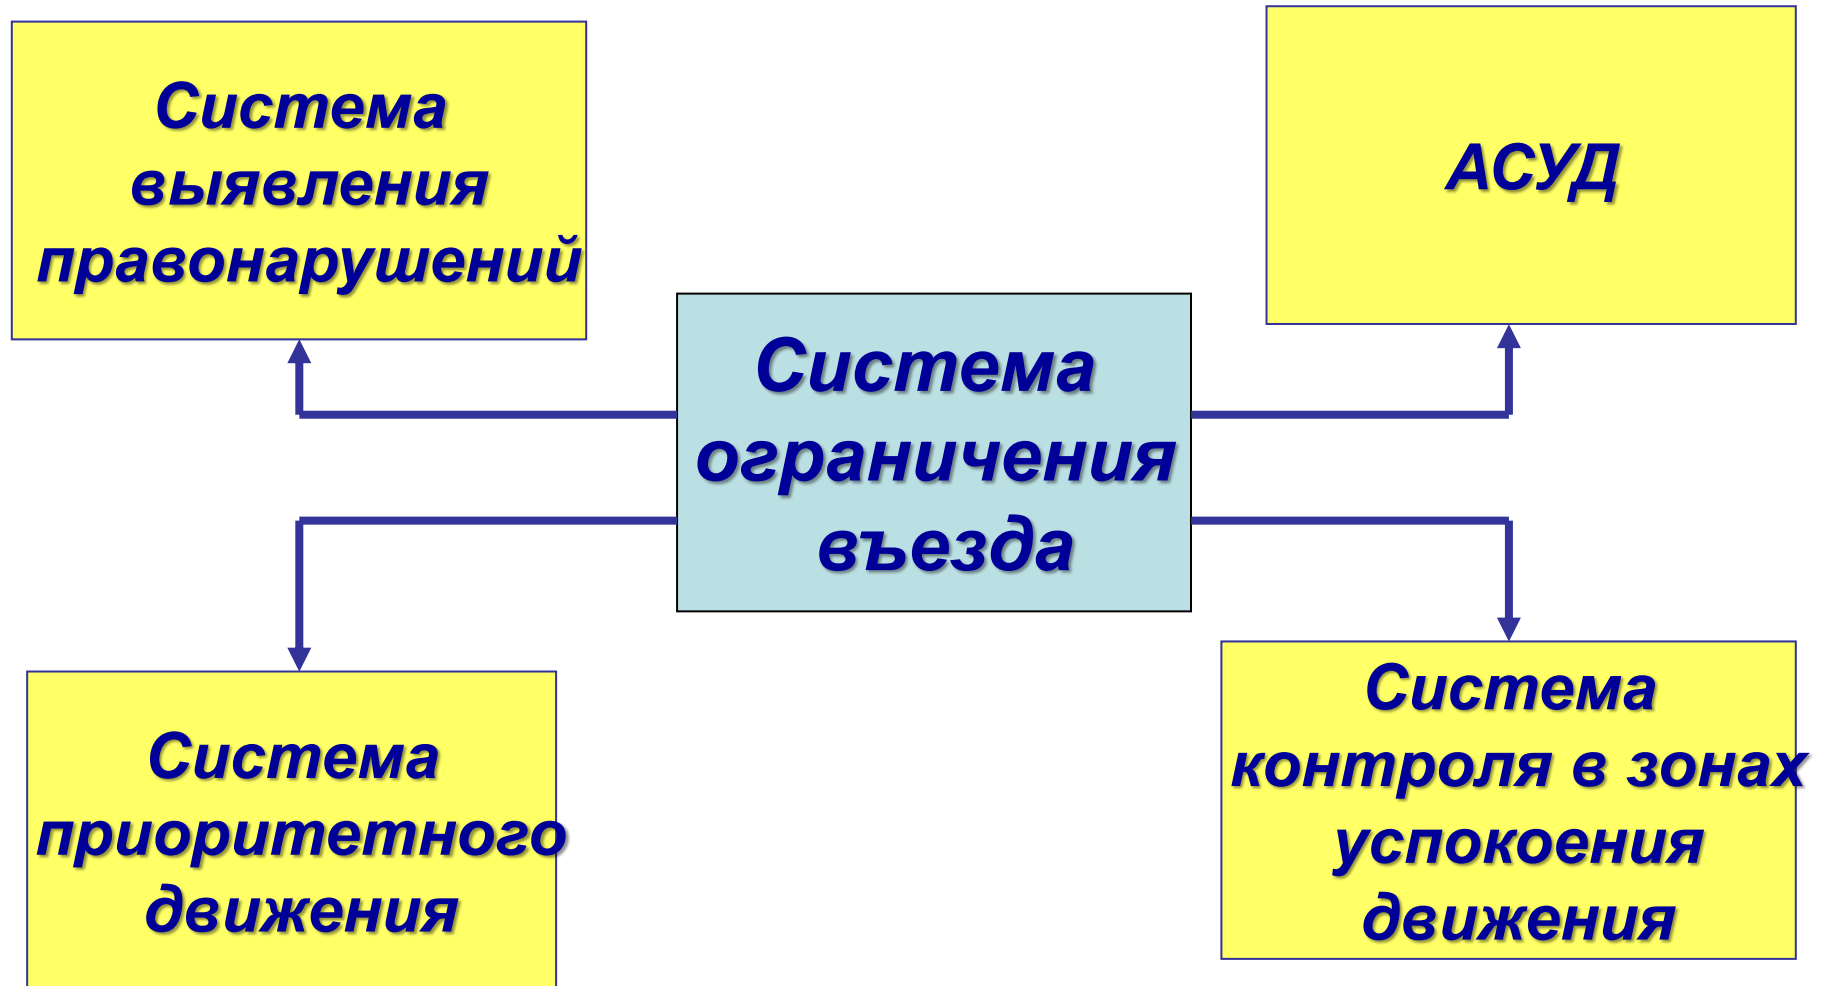 Система
выявления
правонарушений
АСУД
Система
ограничения
въезда
Система
приоритетного
движения
Система
контроля в зонах
успокоения
движения